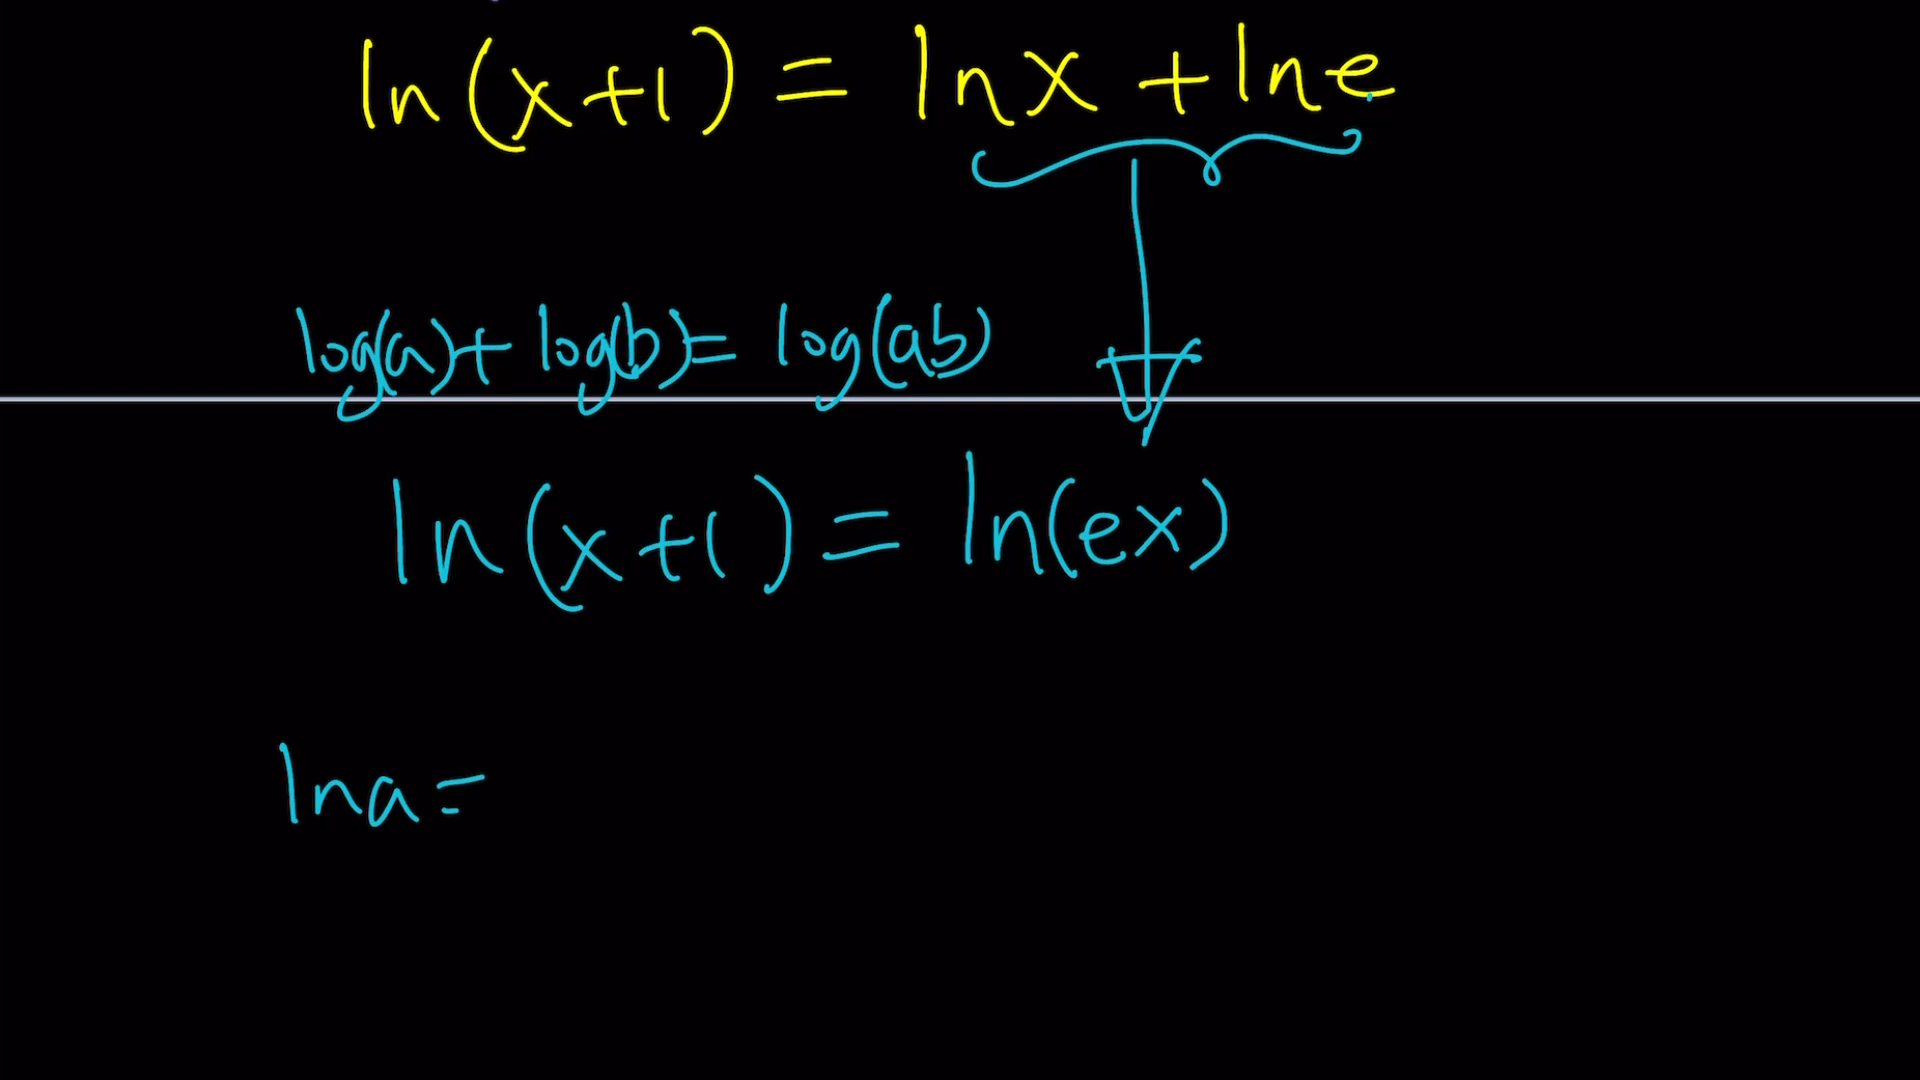 ln(x+1) = lnx + lne
log(a) + log(b) = log(ab)
ln(x+1) = ln(ex)
lna =